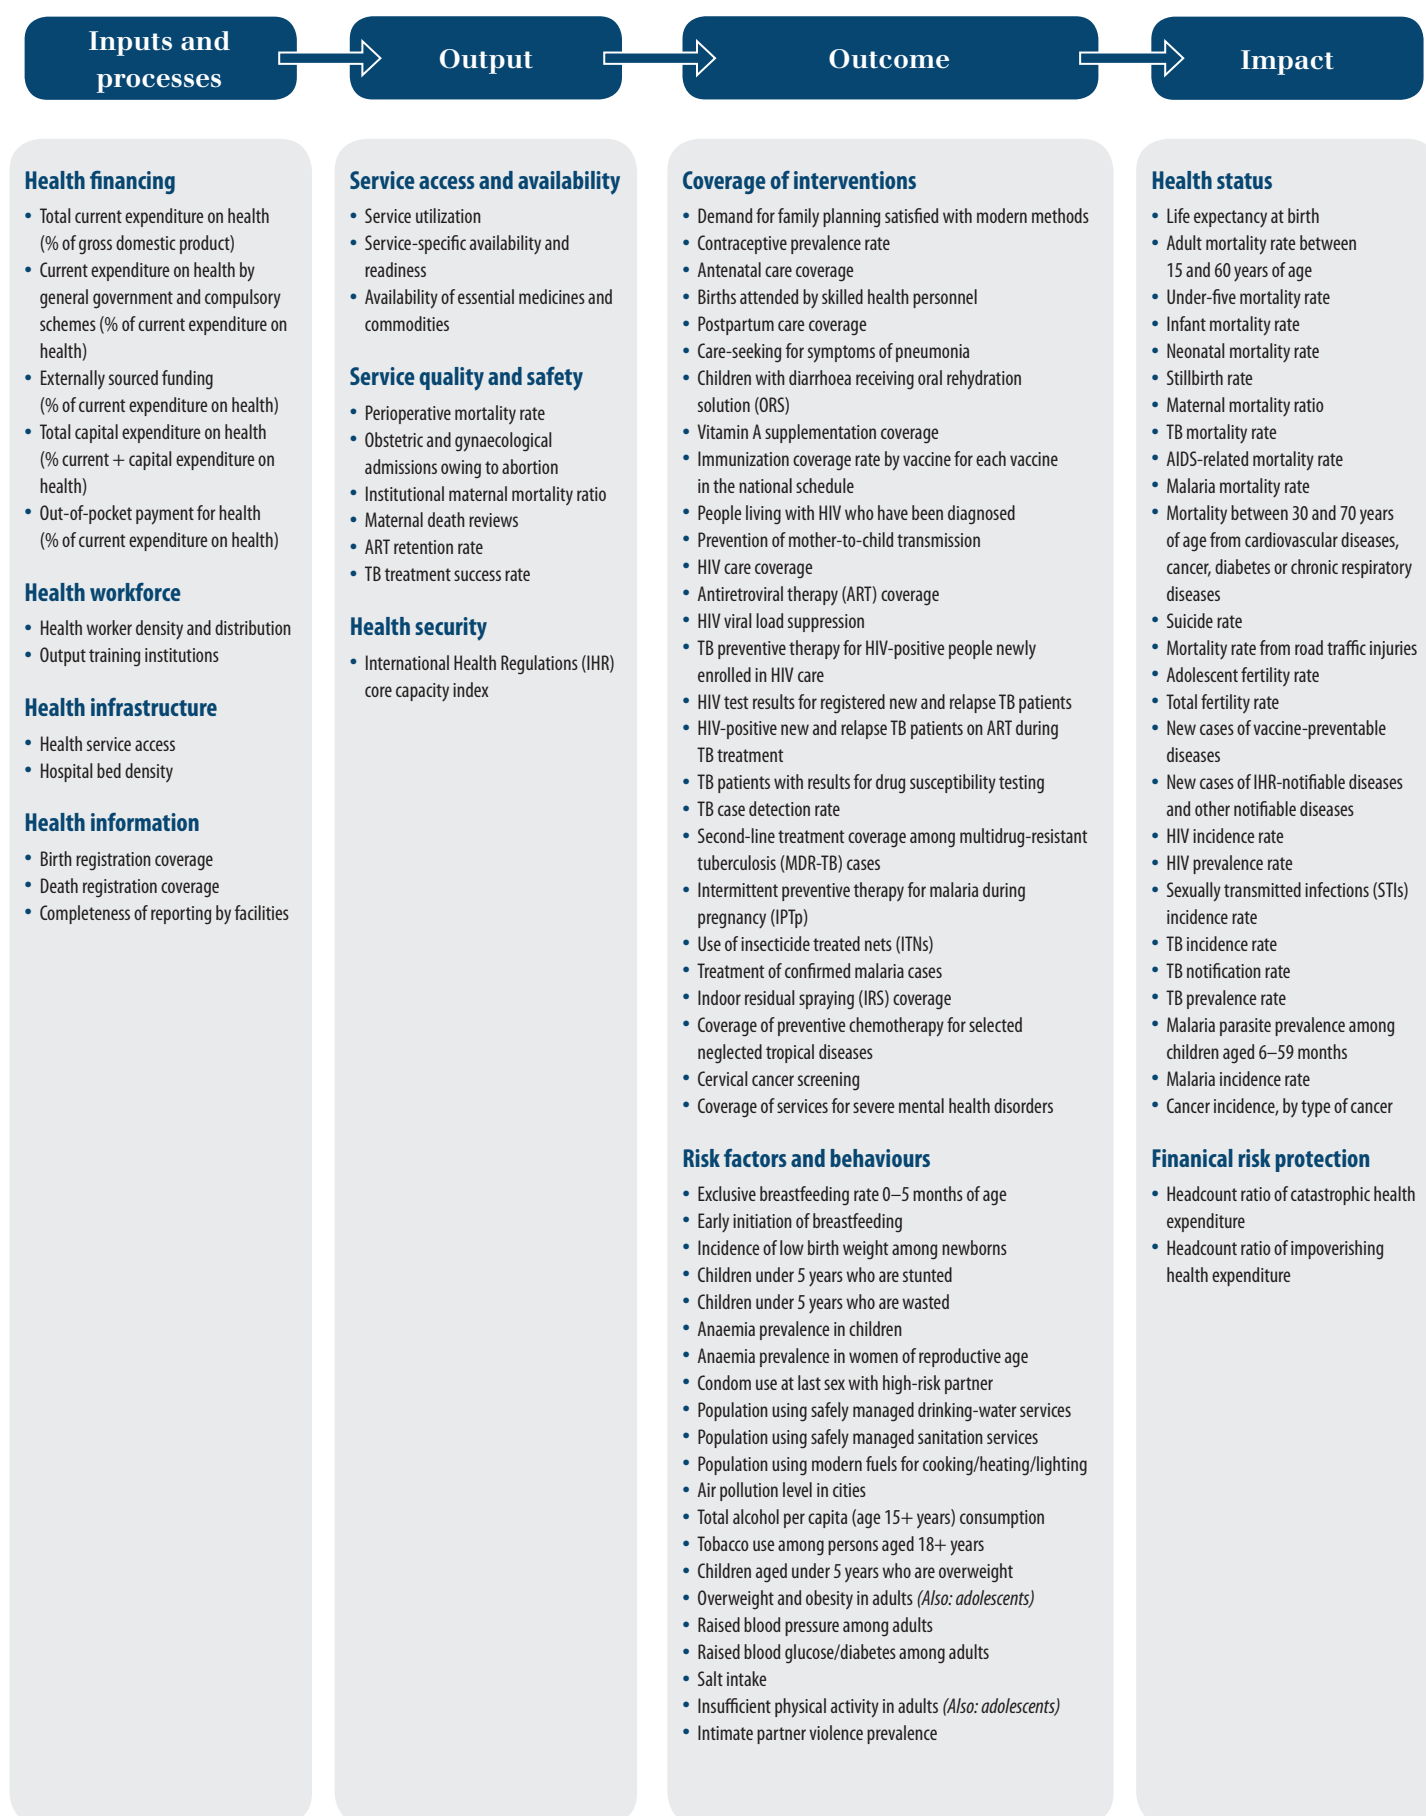 Inputs and
processes
Output
Outcome
Impact
Health financing
• Total current expenditure on health
(% of gross domestic product)
• Current expenditure on health by
general government and compulsory
schemes (% of current expenditure on
health)
• Externally sourced funding
(% of current expenditure on health)
• Total capital expenditure on health
(% current + capital expenditure on
health)
• Out-of-pocket payment for health
(% of current expenditure on health)
Health workforce
• Health worker density and distribution
• Output training institutions
Health infrastructure
• Health service access
• Hospital bed density
Health information
• Birth registration coverage
• Death registration coverage
• Completeness of reporting by facilities
Service access and availability
• Service utilization
• Service-specific availability and
readiness
• Availability of essential medicines and
commodities
Service quality and safety
• Perioperative mortality rate
• Obstetric and gynaecological
admissions owing to abortion
• Institutional maternal mortality ratio
• Maternal death reviews
• ART retention rate
• TB treatment success rate
Health security
• International Health Regulations (IHR)
core capacity index
Coverage of interventions
• Demand for family planning satisfied with modern methods
• Contraceptive prevalence rate
• Antenatal care coverage
• Births attended by skilled health personnel
• Postpartum care coverage
• Care-seeking for symptoms of pneumonia
• Children with diarrhoea receiving oral rehydration
solution (ORS)
• Vitamin A supplementation coverage
• Immunization coverage rate by vaccine for each vaccine
in the national schedule
• People living with HIV who have been diagnosed
• Prevention of mother-to-child transmission
• HIV care coverage
• Antiretroviral therapy (ART) coverage
• HIV viral load suppression
• TB preventive therapy for HIV-positive people newly
enrolled in HIV care
• HIV test results for registered new and relapse TB patients
• HIV-positive new and relapse TB patients on ART during
TB treatment
• TB patients with results for drug susceptibility testing
• TB case detection rate
• Second-line treatment coverage among multidrug-resistant
tuberculosis (MDR-TB) cases
• Intermittent preventive therapy for malaria during
pregnancy (IPTp)
• Use of insecticide treated nets (ITNs)
• Treatment of confirmed malaria cases
• Indoor residual spraying (IRS) coverage
• Coverage of preventive chemotherapy for selected
neglected tropical diseases
• Cervical cancer screening
• Coverage of services for severe mental health disorders
Risk factors and behaviours
• Exclusive breastfeeding rate 0–5 months of age
• Early initiation of breastfeeding
• Incidence of low birth weight among newborns
• Children under 5 years who are stunted
• Children under 5 years who are wasted
• Anaemia prevalence in children
• Anaemia prevalence in women of reproductive age
• Condom use at last sex with high-risk partner
• Population using safely managed drinking-water services
• Population using safely managed sanitation services
• Population using modern fuels for cooking/heating/lighting
• Air pollution level in cities
• Total alcohol per capita (age 15+ years) consumption
• Tobacco use among persons aged 18+ years
• Children aged under 5 years who are overweight
• Overweight and obesity in adults (Also: adolescents)
• Raised blood pressure among adults
• Raised blood glucose/diabetes among adults
• Salt intake
• Insufficient physical activity in adults (Also: adolescents)
• Intimate partner violence prevalence
Health status
• Life expectancy at birth
• Adult mortality rate between
15 and 60 years of age
• Under-five mortality rate
• Infant mortality rate
• Neonatal mortality rate
• Stillbirth rate
• Maternal mortality ratio
• TB mortality rate
• AIDS-related mortality rate
• Malaria mortality rate
• Mortality between 30 and 70 years
of age from cardiovascular diseases,
cancer, diabetes or chronic respiratory
diseases
• Suicide rate
• Mortality rate from road traffic injuries
• Adolescent fertility rate
• Total fertility rate
• New cases of vaccine-preventable
diseases
• New cases of IHR-notifiable diseases
and other notifiable diseases
• HIV incidence rate
• HIV prevalence rate
• Sexually transmitted infections (STIs)
incidence rate
• TB incidence rate
• TB notification rate
• TB prevalence rate
• Malaria parasite prevalence among
children aged 6–59 months
• Malaria incidence rate
• Cancer incidence, by type of cancer
Finanical risk protection
• Headcount ratio of catastrophic health
expenditure
• Headcount ratio of impoverishing
health expenditure